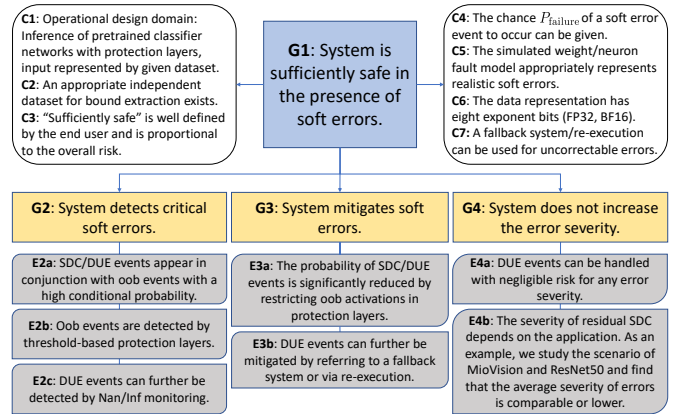 C1: Operational design domain:
Inference of pretrained classifier
networks with protection layers,
input represented by given dataset.
C2: An appropriate independent
dataset for bound extraction exists.
C3: “Sufficiently safe” is well defined
by the end user and is proportional
to the overall risk.
G1: System is
sufficiently safe in
the presence of
soft errors.
C4: The chance P_failure of a soft error
event to occur can be given.
C5: The simulated weight/neuron
fault model appropriately represents
realistic soft errors.
C6: The data representation has
eight exponent bits (FP32, BF16).
C7: A fallback system/re-execution
can be used for uncorrectable errors.
G2: System detects critical
soft errors.
E2a: SDC/DUE events appear in
conjunction with oob events with a
high conditional probability.
E2b: Oob events are detected by
threshold-based protection layers.
E2c: DUE events can further be
detected by Nan/Inf monitoring.
G3: System mitigates soft
errors.
E3a: The probability of SDC/DUE
events is significantly reduced by
restricting oob activations in
protection layers.
E3b: DUE events can further be
mitigated by referring to a fallback
system or via re-execution.
G4: System does not increase
the error severity.
E4a: DUE events can be handled
with negligible risk for any error
severity.
E4b: The severity of residual SDC
depends on the application. As an
example, we study the scenario of
MioVision and ResNet50 and find
that the average severity of errors
is comparable or lower.